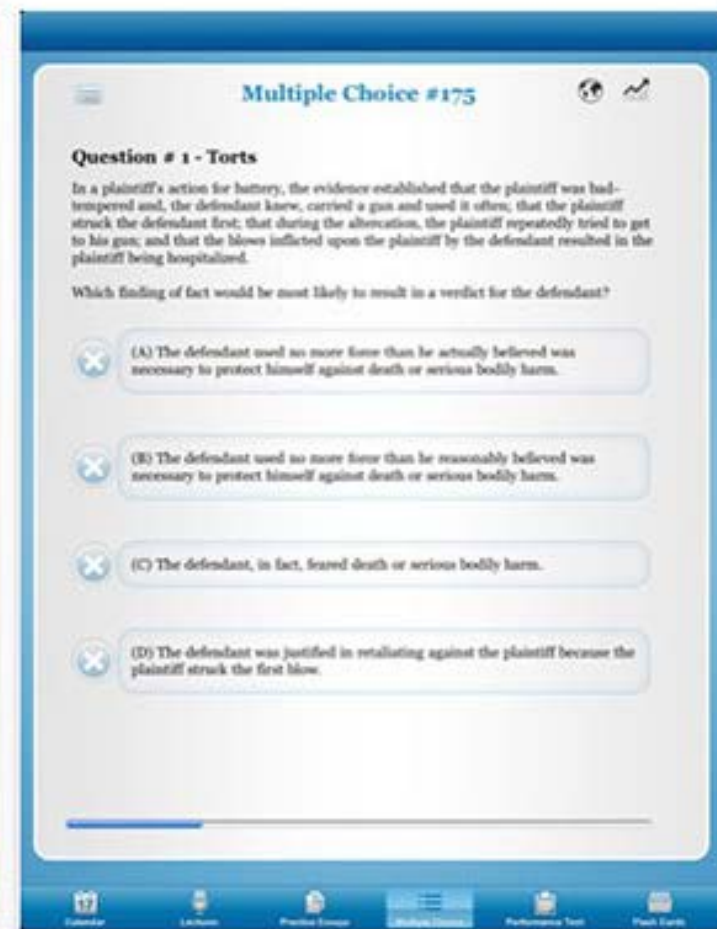 Multiple Choice #175
Question # 1 - Torts
In a plaintiff's action for battery, the evidence established that the plaintiff was bad-
tempered and, the defendant knew, carried a gun and used it often; that the plaintiff
struck the defendant first; that during the altercation, the plaintiff repeatedly tried to get
to his gun; and that the blows inflicted upon the plaintiff by the defendant resulted in the
plaintiff being hospitalized.
Which finding of fact would be most likely to result in a verdict for the defendant?
(A) The defendant used no more force than he actually believed was
necessary to protect himself against death or serious bodily harm.
(B) The defendant used no more force than he reasonably believed was
necessary to protect himself against death or serious bodily harm.
(C) The defendant, in fact, feared death or serious bodily harm.
(D) The defendant was justified in retaliating against the plaintiff because the
plaintiff struck the first blow.
17
Calendar Lectures Practice Essays Multiple Choice Performance Test Flash Cards